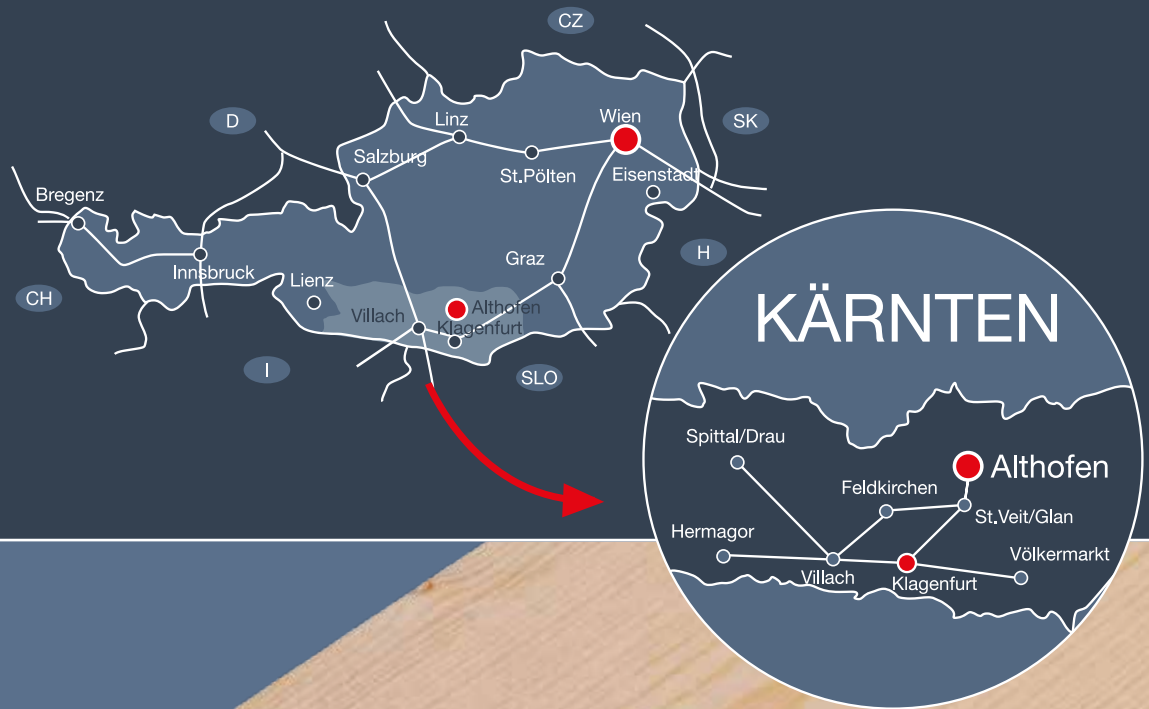 CZ
D
Linz
Wien
SK
Salzburg
St.Pölten
Eisenstadt
Bregenz
Innsbruck
Graz
H
CH
Lienz
Villach
Althofen
Klagenfurt
I
SLO
KÄRNTEN
Spittal/Drau
Althofen
Feldkirchen
St.Veit/Glan
Hermagor
Villach
Klagenfurt
Völkermarkt